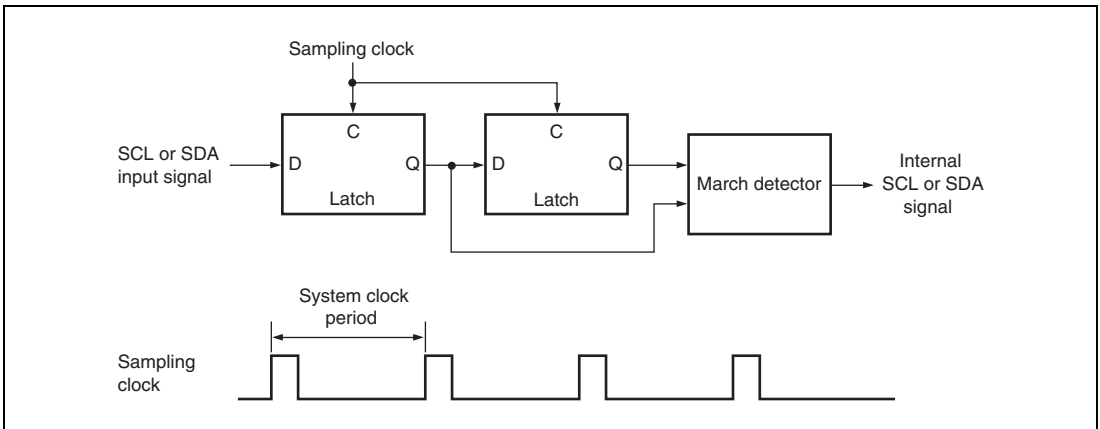 Sampling clock
C
C
SCL or SDA
input signal
D
Q
D
Q
Latch
Latch
March detector
Internal
SCL or SDA
signal
System clock
period
Sampling
clock